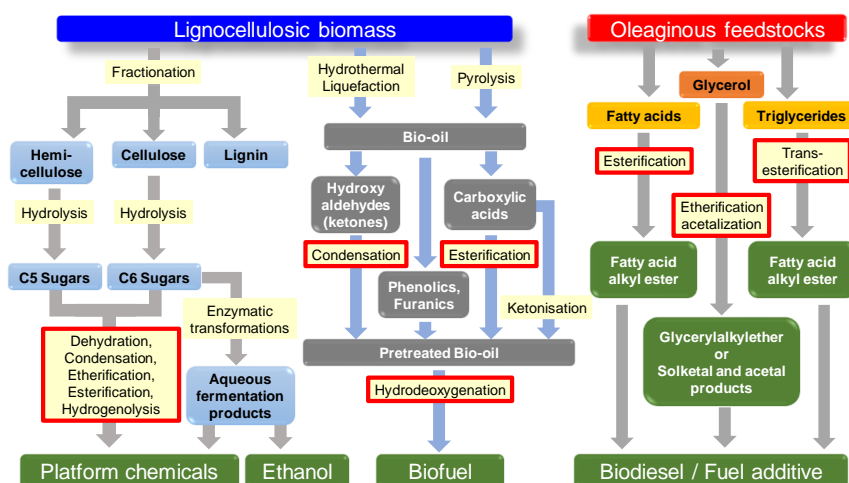 Lignocellulosic biomass
Oleaginous feedstocks
Fractionation
Hydrothermal
Liquefaction
Pyrolysis
Glycerol
Bio-oil
Fatty acids
Triglycerides
Hemi-
cellulose
Cellulose
Lignin
Esterification
Trans-
esterification
Hydroxy
aldehydes
(ketones)
Carboxylic
acids
Hydrolysis
Hydrolysis
Etherification
acetalization
Condensation
Esterification
C5 Sugars
C6 Sugars
Fatty acid
alkyl ester
Fatty acid
alkyl ester
Phenolics,
Furanics
Enzymatic
transformations
Ketonisation
Dehydration,
Condensation,
Etherification,
Esterification,
Hydrogenolysis
Pretreated Bio-oil
Glycerylalkylether
or
Solketal and acetal
products
Aqueous
fermentation
products
Hydrodeoxygenation
Platform chemicals
Ethanol
Biofuel
Biodiesel / Fuel additive